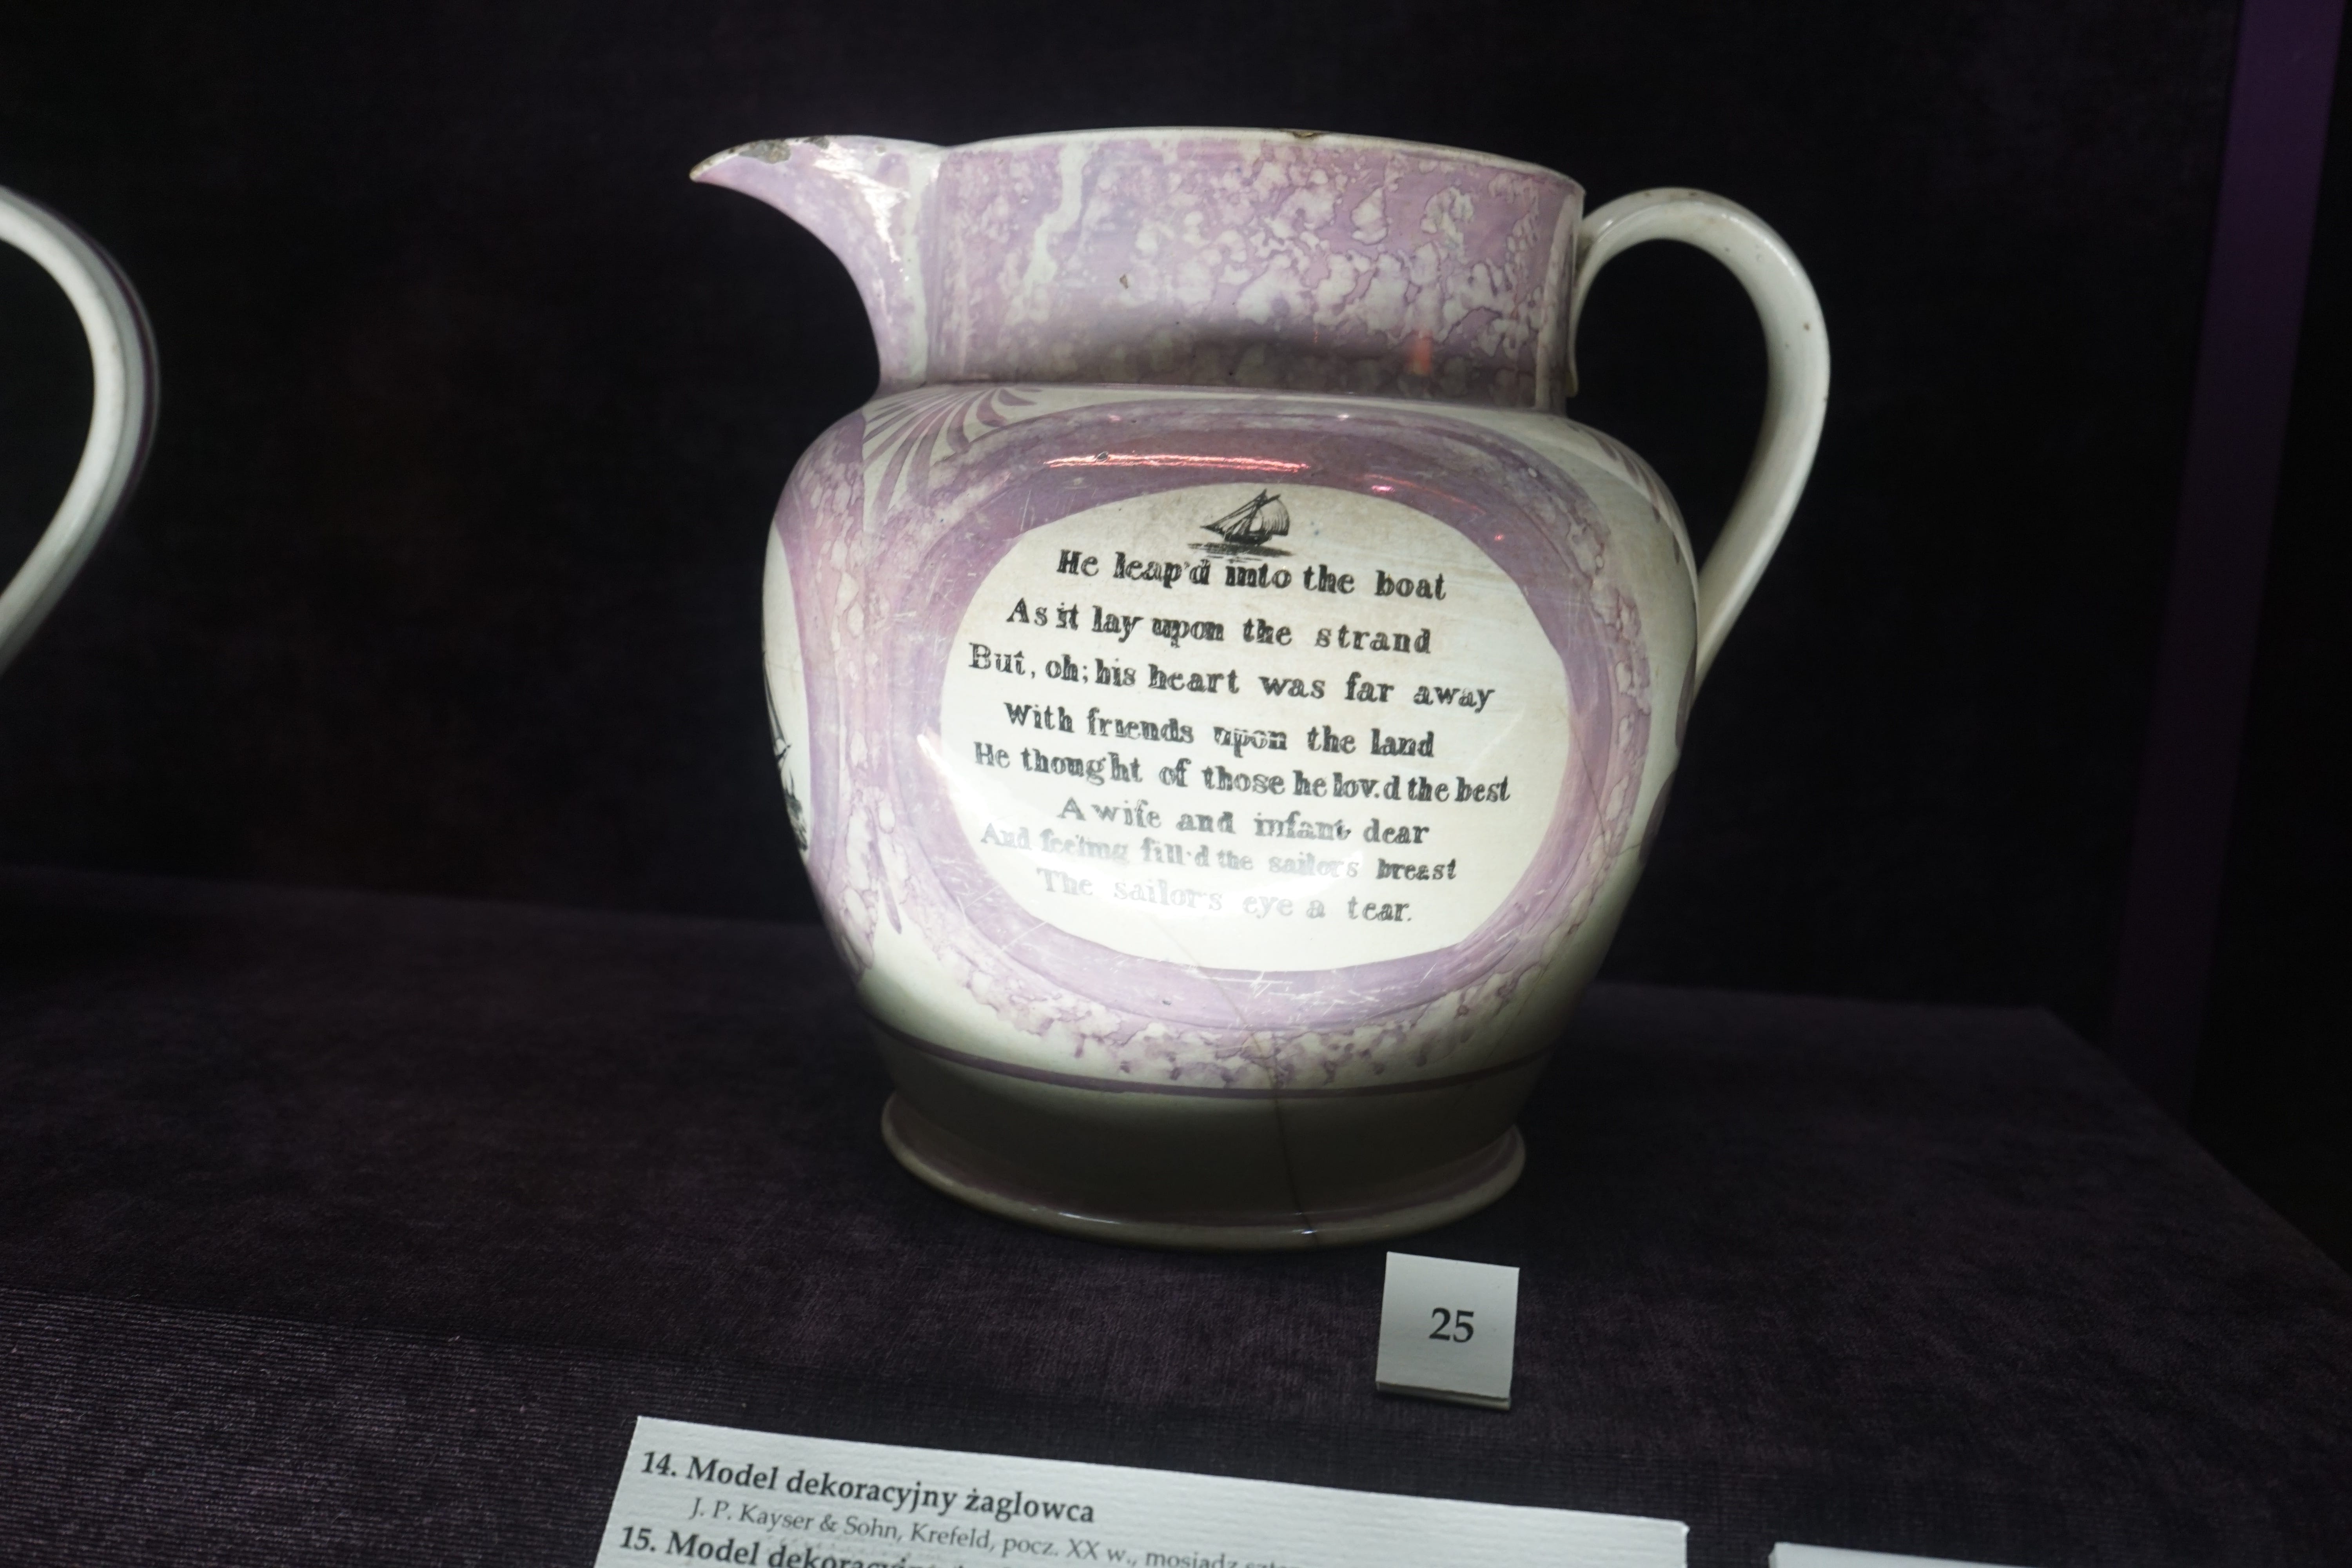 He leap'd into the boat
As it lay upon the strand
But, oh; his heart was far away
With friends upon the land
He thought of those he lov.d the best
A wife and infant dear
And feeling fill'd the sailors breast
The sailors eye a tear.
25
14. Model dekoracyjny żaglowca
J. P. Kayser & Sohn, Krefeld, pocz. XX w., mosiądz
15. Model dekoracyjny